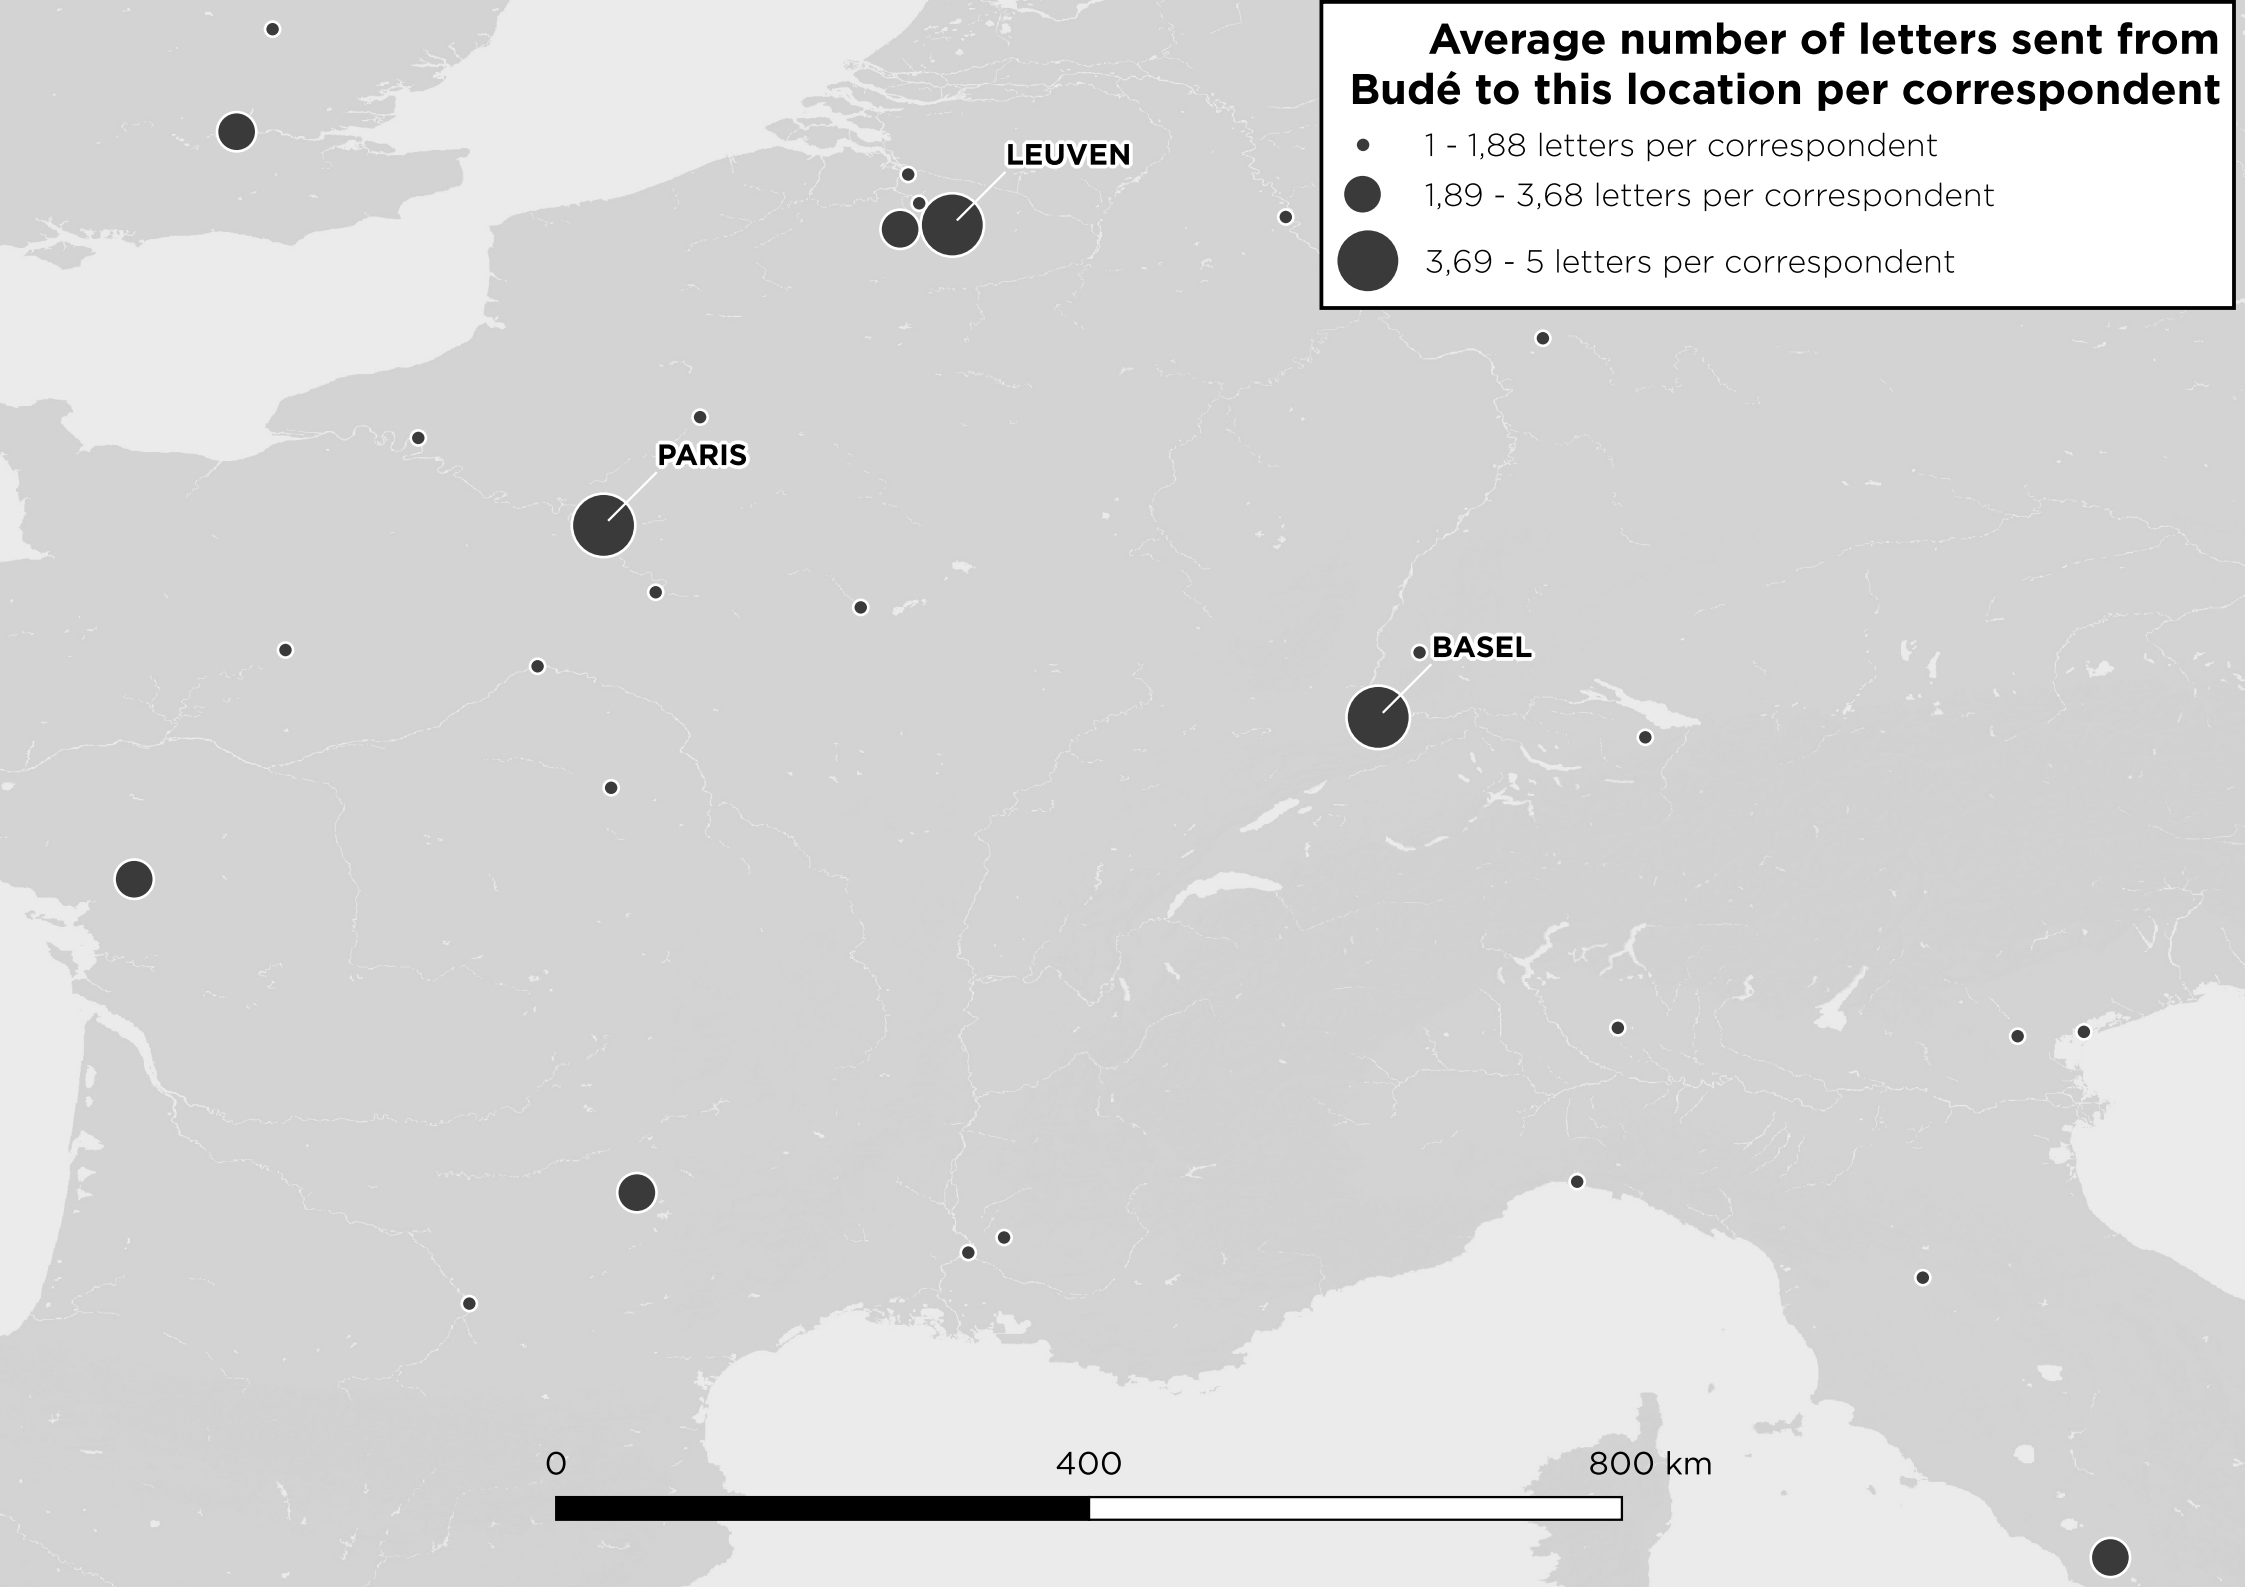 Average number of letters sent from
Budé to this location per correspondent
1 - 1,88 letters per correspondent
1,89 - 3,68 letters per correspondent
3,69 - 5 letters per correspondent
LEUVEN
PARIS
BASEL
0 400 800 km